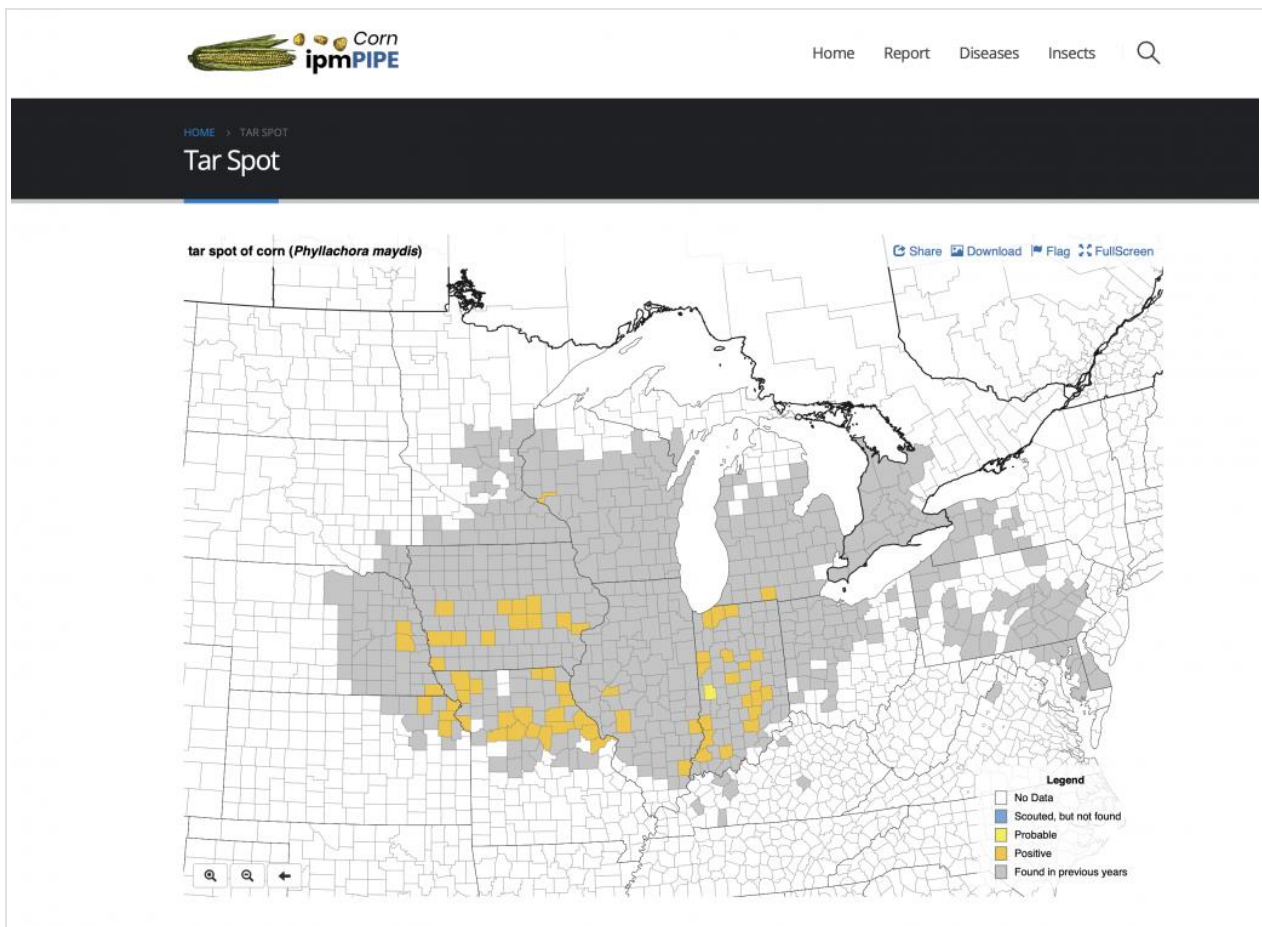 Corn
ipmPIPE
Home Report Diseases Insects
HOME › TAR SPOT
Tar Spot
tar spot of corn (Phyllachora maydis)
Share Download Flag FullScreen
Legend
No Data
Scouted, but not found
Probable
Positive
Found in previous years